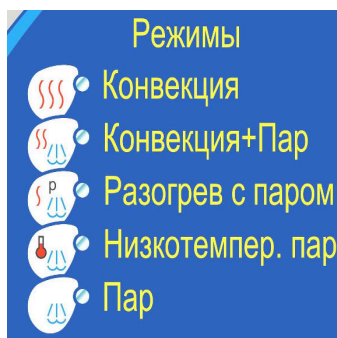 Режимы
Конвекция
Конвекция+Пар
р
Разогрев с паром
Низкотемпер. пар
Пар